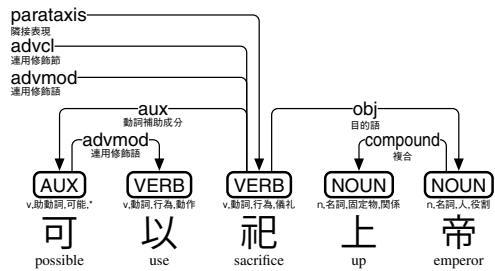 parataxis
隣接表現
advcl
連用修飾節
advmod
連用修飾語
aux
動詞補助成分
obj
目的語
advmod
連用修飾語
compound
複合
AUX VERB VERB NOUN NOUN
v,助動詞,可能,* v,動詞,行為,動作 v,動詞,行為,儀礼 n,名詞,固定物,関係 n,名詞,人,役割
可 以 祀 上 帝
possible use sacrifice up emperor